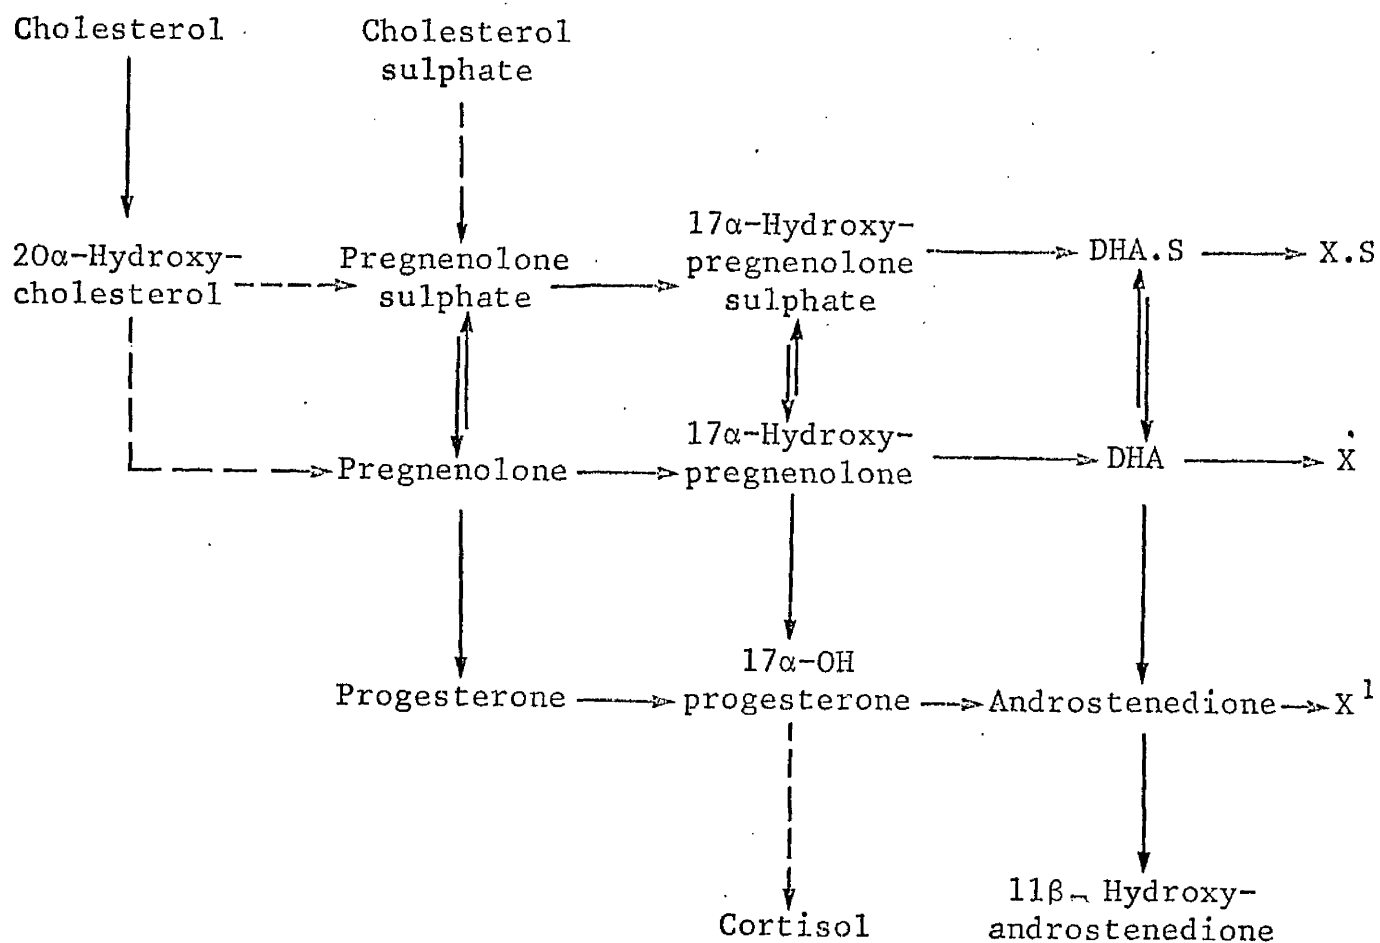 Cholesterol
Cholesterol
sulphate
20α-Hydroxy-
cholesterol
Pregnenolone
sulphate
17α-Hydroxy-
pregnenolone
sulphate
DHA.S
X.S
Pregnenolone
17α-Hydroxy-
pregnenolone
DHA
X
Progesterone
17α-OH
progesterone
Androstenedione
X¹
Cortisol
11β- Hydroxy-
androstenedione